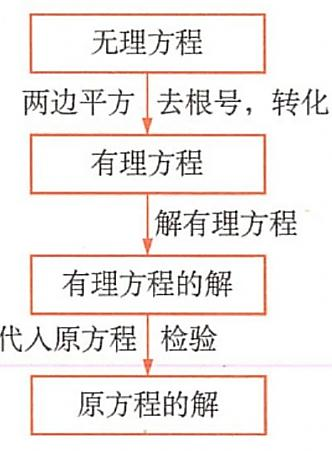 无理方程
两边平方 去根号，转化
有理方程
解有理方程
有理方程的解
代入原方程 检验
原方程的解